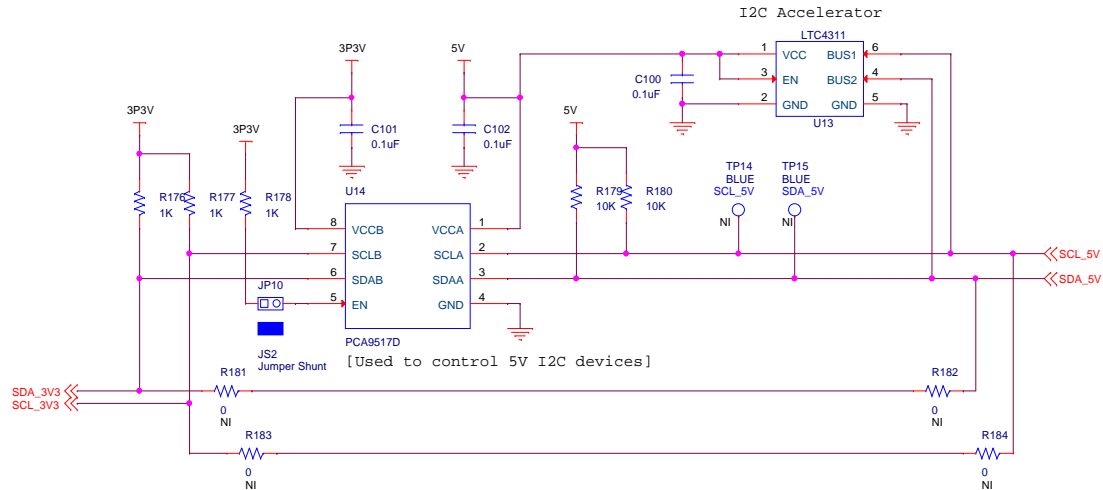 I2C Accelerator
LTC4311
1 VCC BUS1 6
3 EN BUS2 4
2 GND GND 5
U13
3P3V
5V
C100
0.1uF
3P3V
3P3V
C101
0.1uF
C102
0.1uF
5V
TP14
BLUE
SCL_5V
NI
TP15
BLUE
SDA_5V
NI
R176
1K
R177
1K
R178
1K
U14
R179
10K
R180
10K
8 VCCB VCCA 1
7 SCLB SCLA 2
6 SDAB SDAA 3
5 EN GND 4
PCA9517D
SCL_5V
SDA_5V
JP10
JS2
Jumper Shunt
[Used to control 5V I2C devices]
SDA_3V3
SCL_3V3
R181
0
NI
R182
0
NI
R183
0
NI
R184
0
NI